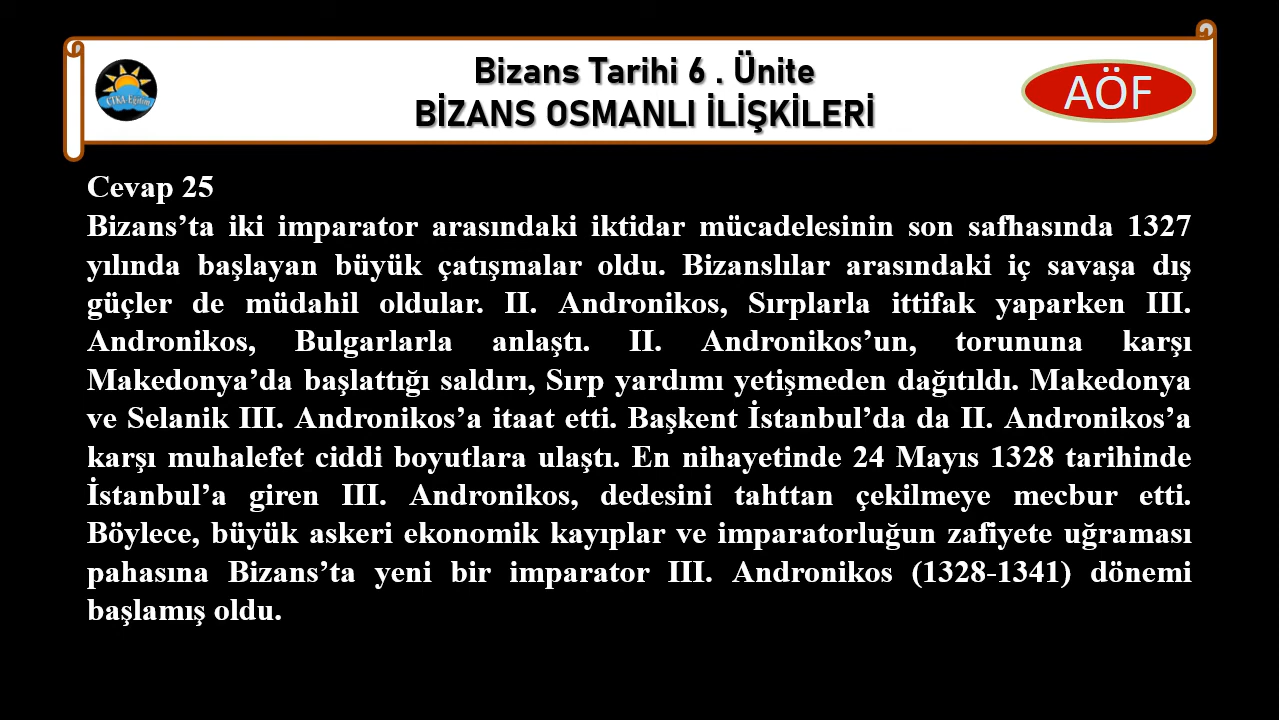 Bizans Tarihi 6 . Ünite
BİZANS OSMANLI İLİŞKİLERİ
ÇIKA Eğitim
AÖF
Cevap 25
Bizans’ta iki imparator arasındaki iktidar mücadelesinin son safhasında 1327
yılında başlayan büyük çatışmalar oldu. Bizanslılar arasındaki iç savaşa dış
güçler de müdahil oldular. II. Andronikos, Sırplarla ittifak yaparken III.
Andronikos, Bulgarlarla anlaştı. II. Andronikos’un, torununa karşı
Makedonya’da başlattığı saldırı, Sırp yardımı yetişmeden dağıtıldı. Makedonya
ve Selanik III. Andronikos’a itaat etti. Başkent İstanbul’da da II. Andronikos’a
karşı muhalefet ciddi boyutlara ulaştı. En nihayetinde 24 Mayıs 1328 tarihinde
İstanbul’a giren III. Andronikos, dedesini tahttan çekilmeye mecbur etti.
Böylece, büyük askeri ekonomik kayıplar ve imparatorluğun zafiyete uğraması
pahasına Bizans’ta yeni bir imparator III. Andronikos (1328-1341) dönemi
başlamış oldu.